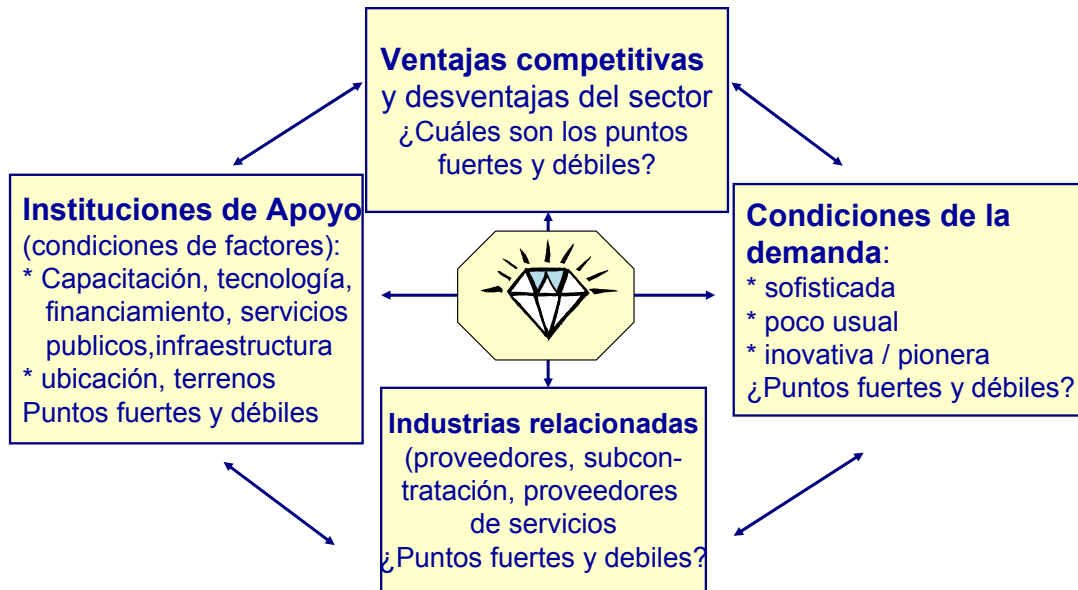 Ventajas competitivas
y desventajas del sector
¿Cuáles son los puntos
fuertes y débiles?
Instituciones de Apoyo
(condiciones de factores):
* Capacitación, tecnología,
financiamiento, servicios
publicos,infraestructura
* ubicación, terrenos
Puntos fuertes y débiles
Condiciones de la
demanda:
* sofisticada
* poco usual
* inovativa / pionera
¿Puntos fuertes y débiles?
Industrias relacionadas
(proveedores, subcon-
tratación, proveedores
de servicios
¿Puntos fuertes y debiles?